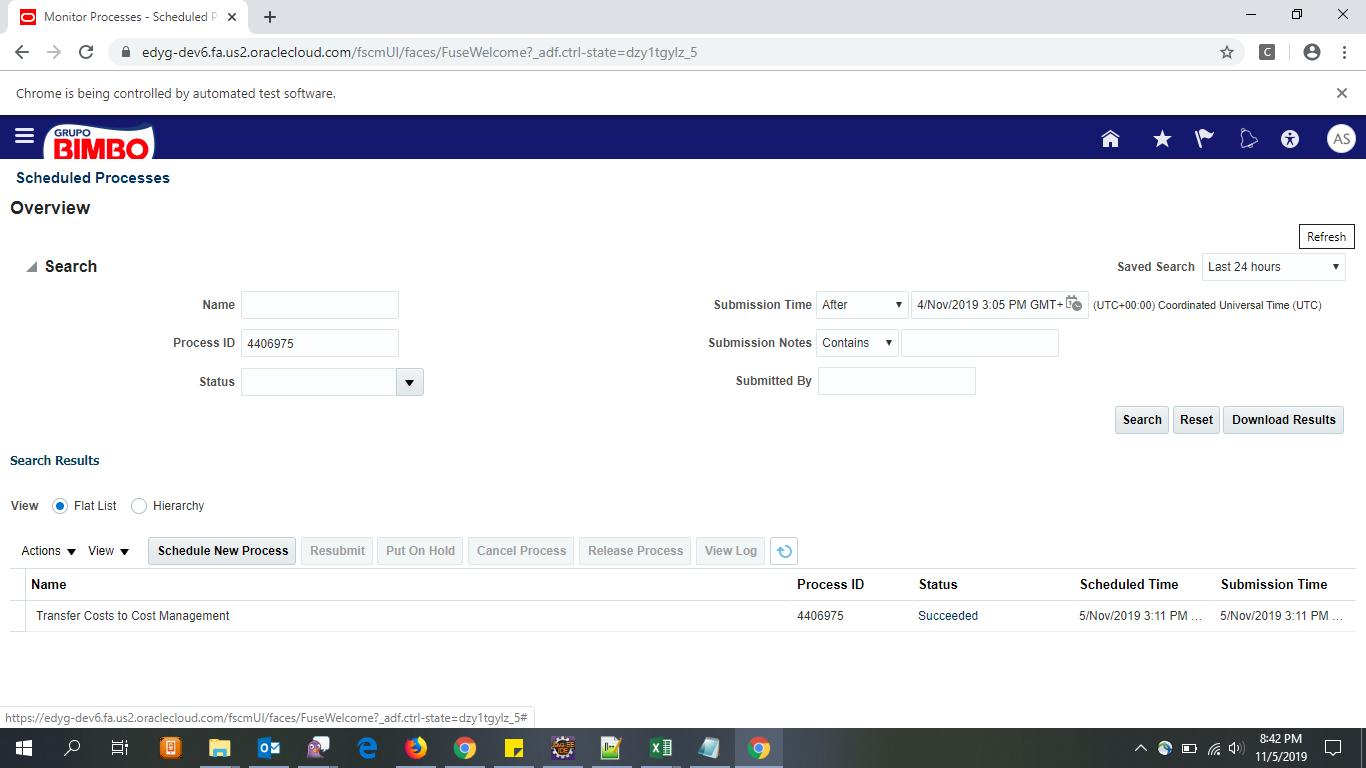 Monitor Processes - Scheduled P
edyg-dev6.fa.us2.oraclecloud.com/fscmUI/faces/FuseWelcome?_adf.ctrl-state=dzy1tgylz_5
C
Chrome is being controlled by automated test software.
GRUPO
BIMBO
AS
Scheduled Processes
Overview
Refresh
Search
Saved Search Last 24 hours
Name
Submission Time After 4/Nov/2019 3:05 PM GMT+ (UTC+00:00) Coordinated Universal Time (UTC)
Process ID 4406975
Submission Notes Contains
Status
Submitted By
Search Reset Download Results
Search Results
View Flat List Hierarchy
Actions View Schedule New Process Resubmit Put On Hold Cancel Process Release Process View Log
Name Process ID Status Scheduled Time Submission Time
Transfer Costs to Cost Management 4406975 Succeeded 5/Nov/2019 3:11 PM ... 5/Nov/2019 3:11 PM ...
https://edyg-dev6.fa.us2.oraclecloud.com/fscmUI/faces/FuseWelcome?_adf.ctrl-state=dzy1tgylz_5#
8:42 PM
11/5/2019